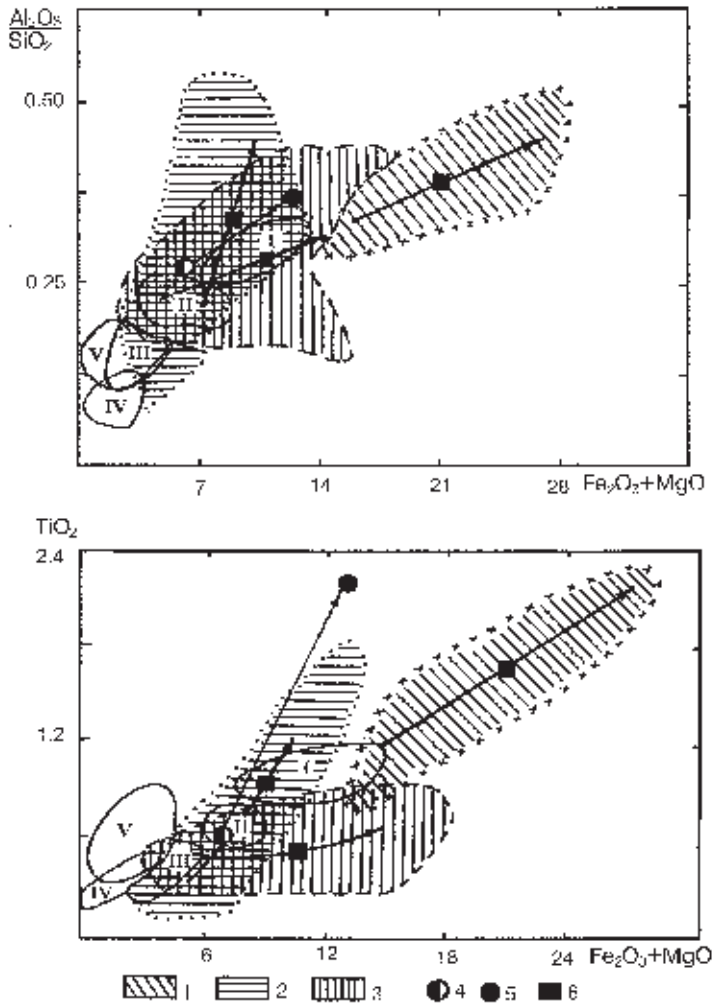 Al₂O₃
SiO₂
0.50
I
0.25
II
V
III
IV
7 14 21 28 Fe₂O₃+MgO
TiO₂
2.4
1.2
I
V
II
III
IV
6 12 18 24 Fe₂O₃+MgO
1 2 3 4 5 6